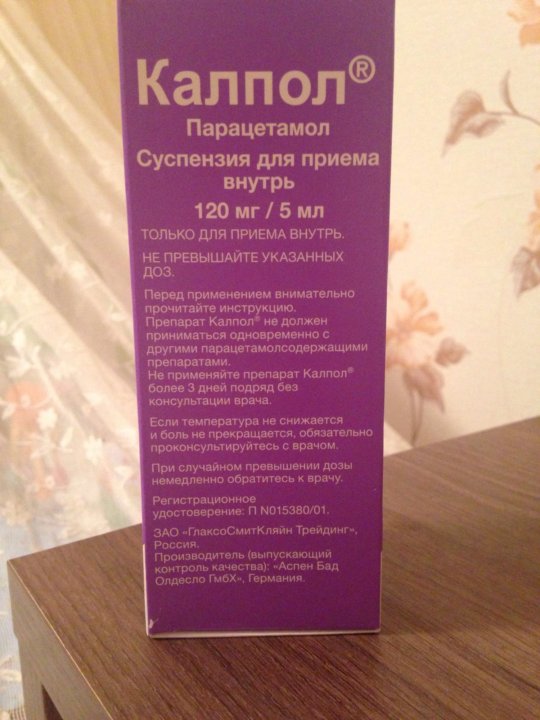 Калпол®
Парацетамол
Суспензия для приема
внутрь
120 мг / 5 мл
ТОЛЬКО ДЛЯ ПРИЕМА ВНУТРЬ.
НЕ ПРЕВЫШАЙТЕ УКАЗАННЫХ
ДОЗ.
Перед применением внимательно
прочитайте инструкцию.
Препарат Калпол® не должен
приниматься одновременно с
другими парацетамолсодержащими
препаратами.
Не применяйте препарат Калпол®
более 3 дней подряд без
консультации врача.
Если температура не снижается
и боль не прекращается, обязательно
проконсультируйтесь с врачом.
При случайном превышении дозы
немедленно обратитесь к врачу.
Регистрационное
удостоверение: П N015380/01.
ЗАО «ГлаксоСмитКляйн Трейдинг»,
Россия.
Производитель (выпускающий
контроль качества): «Аспен Бад
Олдесло ГмбХ», Германия.